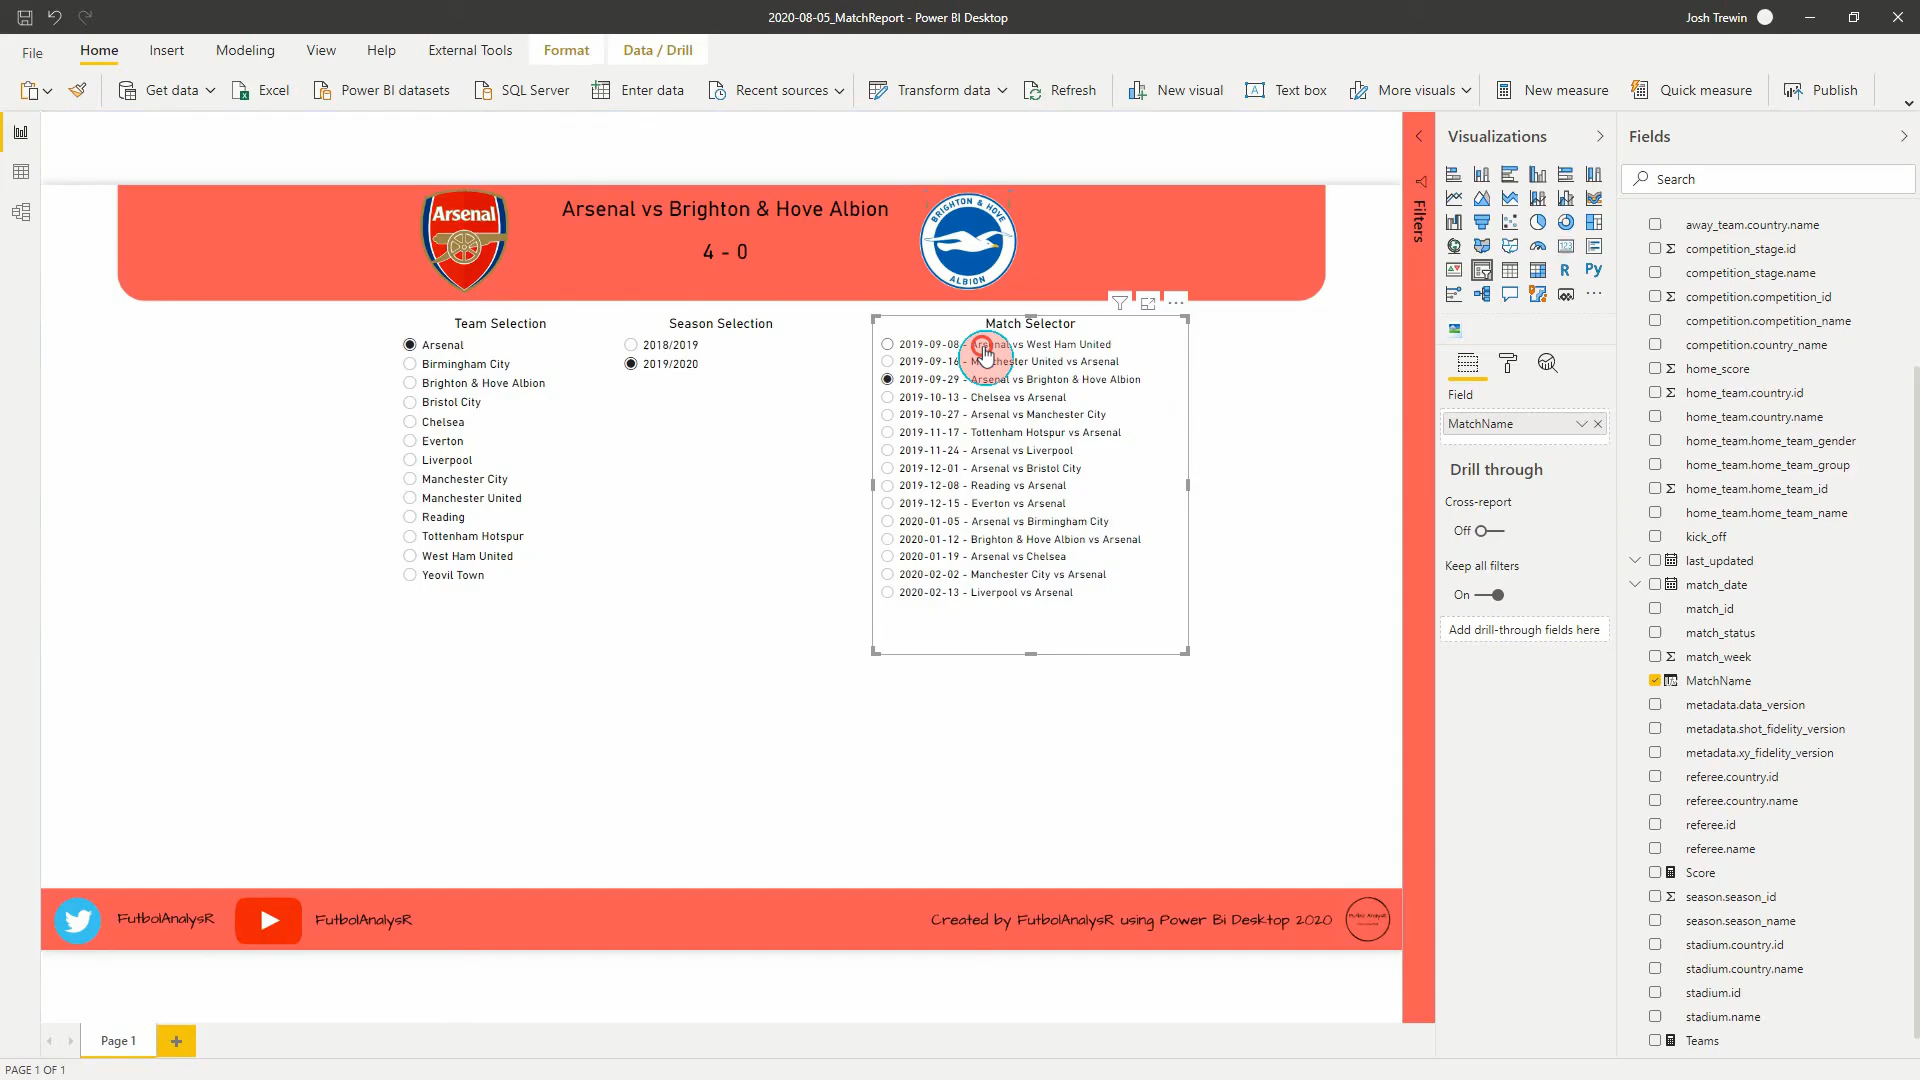 2020-08-05_MatchReport - Power BI Desktop
Josh Trewin
File
Home
Insert
Modeling
View
Help
External Tools
Format
Data / Drill
Get data
Excel
Power BI datasets
SQL Server
Enter data
Recent sources
Transform data
Refresh
New visual
Text box
More visuals
New measure
Quick measure
Publish
Arsenal
Arsenal vs Brighton & Hove Albion
4 - 0
BRIGHTON & HOVE
ALBION
Team Selection
Arsenal
Birmingham City
Brighton & Hove Albion
Bristol City
Chelsea
Everton
Liverpool
Manchester City
Manchester United
Reading
Tottenham Hotspur
West Ham United
Yeovil Town
Season Selection
2018/2019
2019/2020
Match Selector
2019-09-08 - Arsenal vs West Ham United
2019-09-16 - Manchester United vs Arsenal
2019-09-29 - Arsenal vs Brighton & Hove Albion
2019-10-13 - Chelsea vs Arsenal
2019-10-27 - Arsenal vs Manchester City
2019-11-17 - Tottenham Hotspur vs Arsenal
2019-11-24 - Arsenal vs Liverpool
2019-12-01 - Arsenal vs Bristol City
2019-12-08 - Reading vs Arsenal
2019-12-15 - Everton vs Arsenal
2020-01-05 - Arsenal vs Birmingham City
2020-01-12 - Brighton & Hove Albion vs Arsenal
2020-01-19 - Arsenal vs Chelsea
2020-02-02 - Manchester City vs Arsenal
2020-02-13 - Liverpool vs Arsenal
FutbolAnalysR
FutbolAnalysR
Created by FutbolAnalysR using Power Bi Desktop 2020
Page 1
PAGE 1 OF 1
Filters
Visualizations
123
R
Py
Field
MatchName
Drill through
Cross-report
Off
Keep all filters
On
Add drill-through fields here
Fields
Search
away_team.country.name
competition_stage.id
competition_stage.name
competition.competition_id
competition.competition_name
competition.country_name
home_score
home_team.country.id
home_team.country.name
home_team.home_team_gender
home_team.home_team_group
home_team.home_team_id
home_team.home_team_name
kick_off
last_updated
match_date
match_id
match_status
match_week
MatchName
metadata.data_version
metadata.shot_fidelity_version
metadata.xy_fidelity_version
referee.country.id
referee.country.name
referee.id
referee.name
Score
season.season_id
season.season_name
stadium.country.id
stadium.country.name
stadium.id
stadium.name
Teams